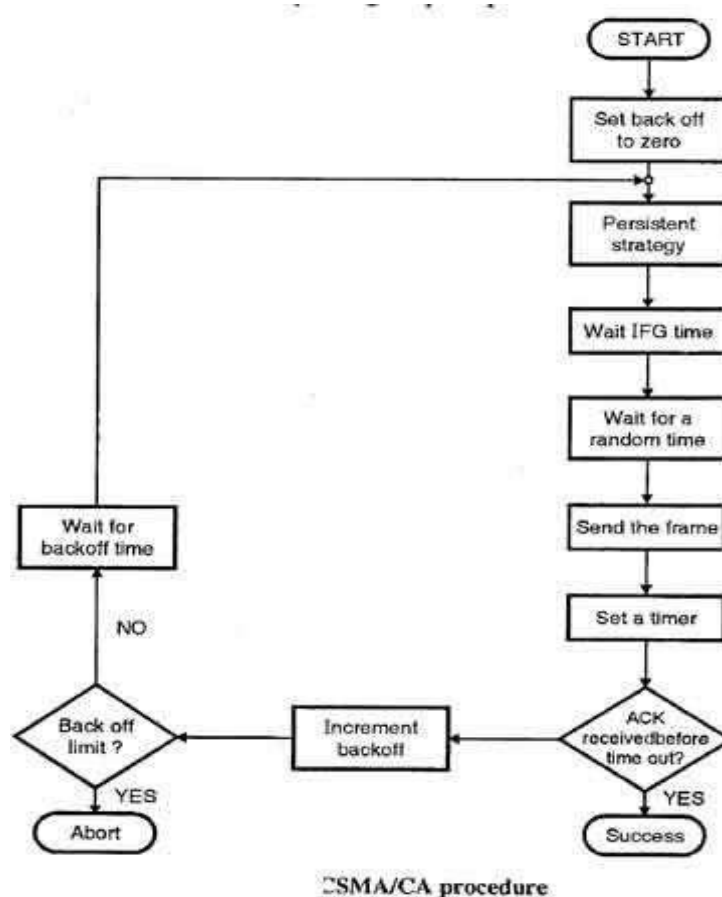 START
Set back off
to zero
Persistent
strategy
Wait IFG time
Wait for a
random time
Send the frame
Set a timer
ACK
receivedbefore
time out?
YES
Success
Increment
backoff
Back off
limit ?
YES
Abort
NO
Wait for
backoff time
CSMA/CA procedure